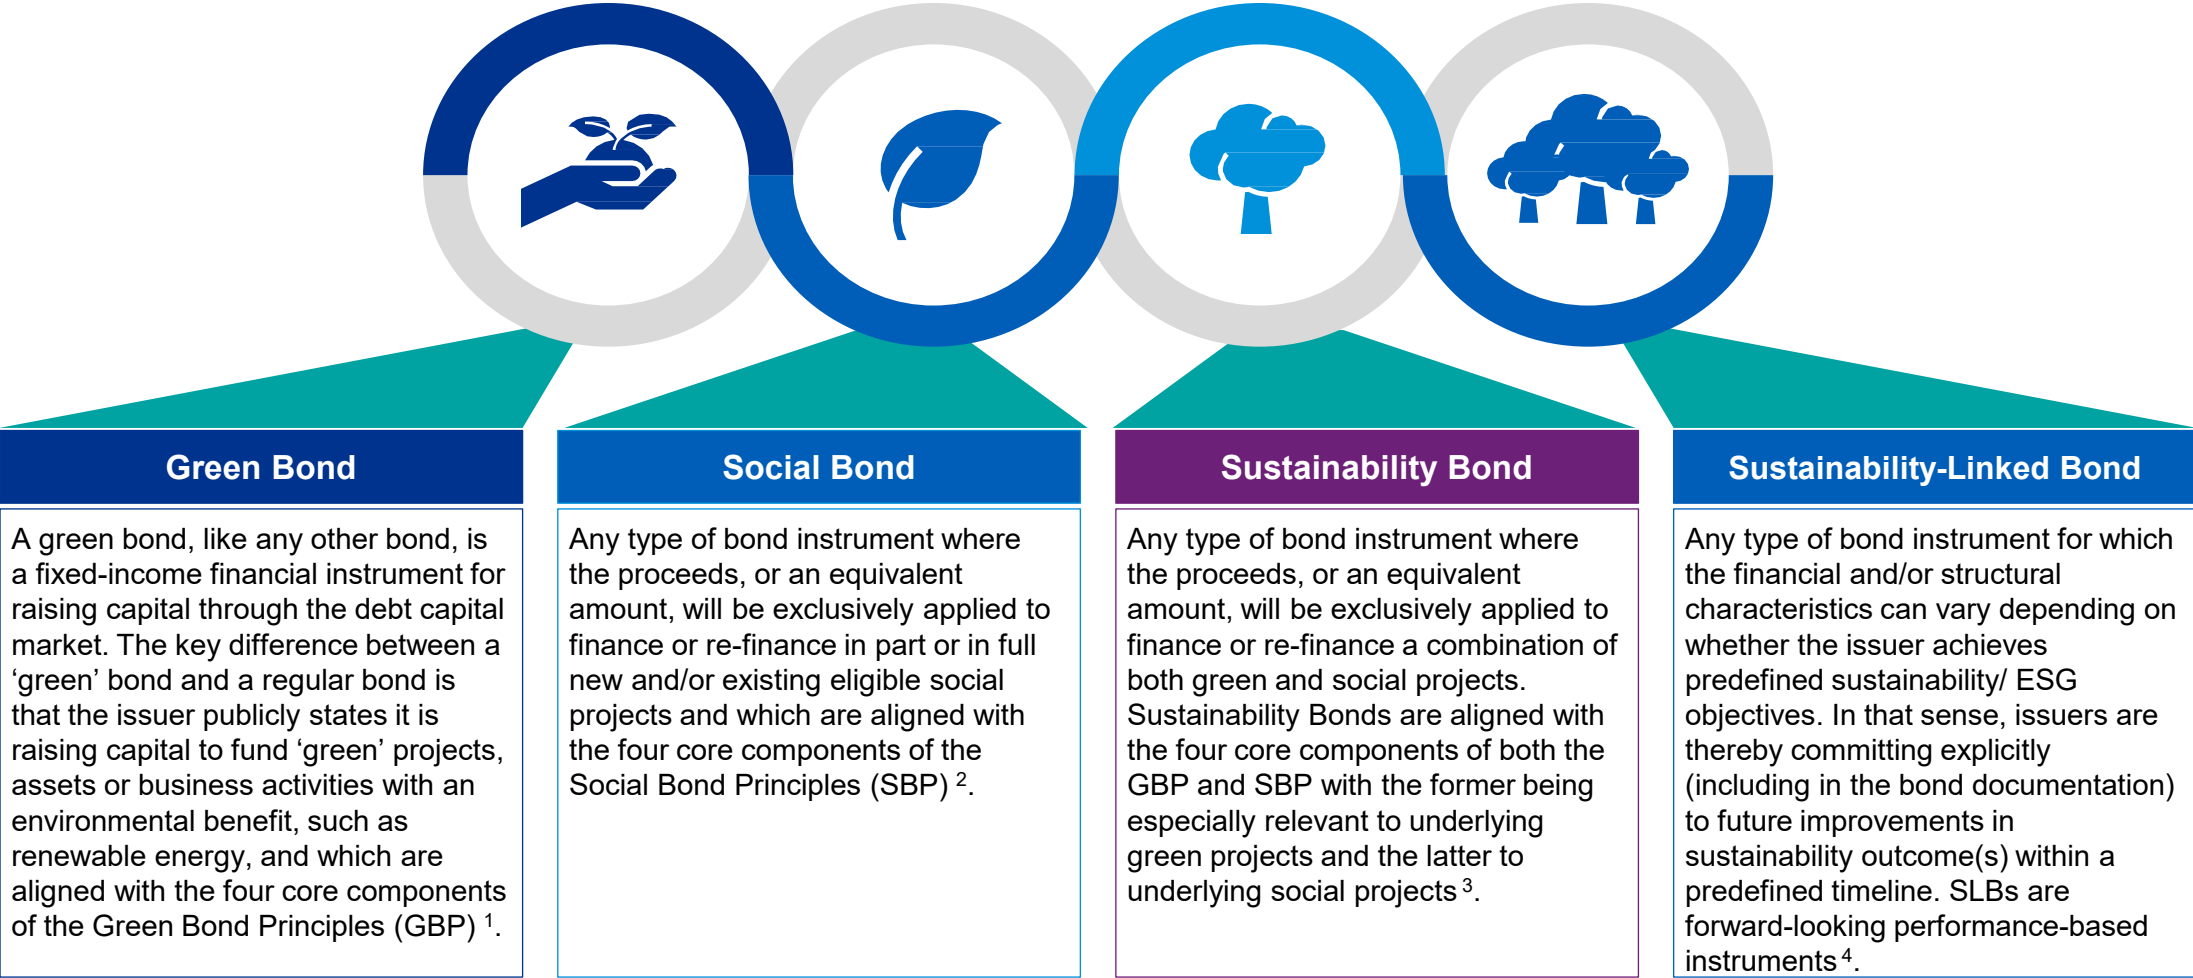 Green Bond
A green bond, like any other bond, is
a fixed-income financial instrument for
raising capital through the debt capital
market. The key difference between a
‘green’ bond and a regular bond is
that the issuer publicly states it is
raising capital to fund ‘green’ projects,
assets or business activities with an
environmental benefit, such as
renewable energy, and which are
aligned with the four core components
of the Green Bond Principles (GBP) 1.
Social Bond
Any type of bond instrument where
the proceeds, or an equivalent
amount, will be exclusively applied to
finance or re-finance in part or in full
new and/or existing eligible social
projects and which are aligned with
the four core components of the
Social Bond Principles (SBP) 2.
Sustainability Bond
Any type of bond instrument where
the proceeds, or an equivalent
amount, will be exclusively applied to
finance or re-finance a combination of
both green and social projects.
Sustainability Bonds are aligned with
the four core components of both the
GBP and SBP with the former being
especially relevant to underlying
green projects and the latter to
underlying social projects 3.
Sustainability-Linked Bond
Any type of bond instrument for which
the financial and/or structural
characteristics can vary depending on
whether the issuer achieves
predefined sustainability/ ESG
objectives. In that sense, issuers are
thereby committing explicitly
(including in the bond documentation)
to future improvements in
sustainability outcome(s) within a
predefined timeline. SLBs are
forward-looking performance-based
instruments 4.